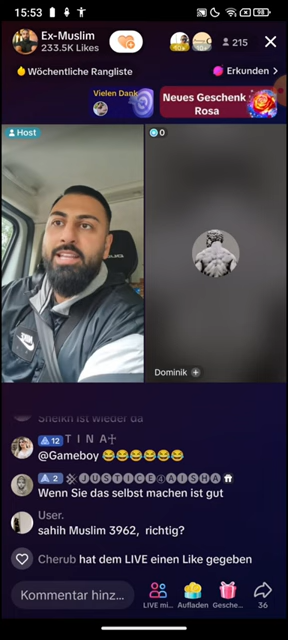 15:53
98
Ex-Muslim
233.5K Likes
215
Wöchentliche Rangliste
Erkunden >
Vielen Dank
Neues Geschenk
Rosa
Host
0
Dominik
Sheikh ist wieder da
12 T I N A
@Gameboy 😂😂😂😂😂😂
2 JUSTICE④AISHA
Wenn Sie das selbst machen ist gut
User.
sahih Muslim 3962, richtig?
Cherub hat dem LIVE einen Like gegeben
Kommentar hinz...
LIVE mi...
Aufladen
Gesche...
36